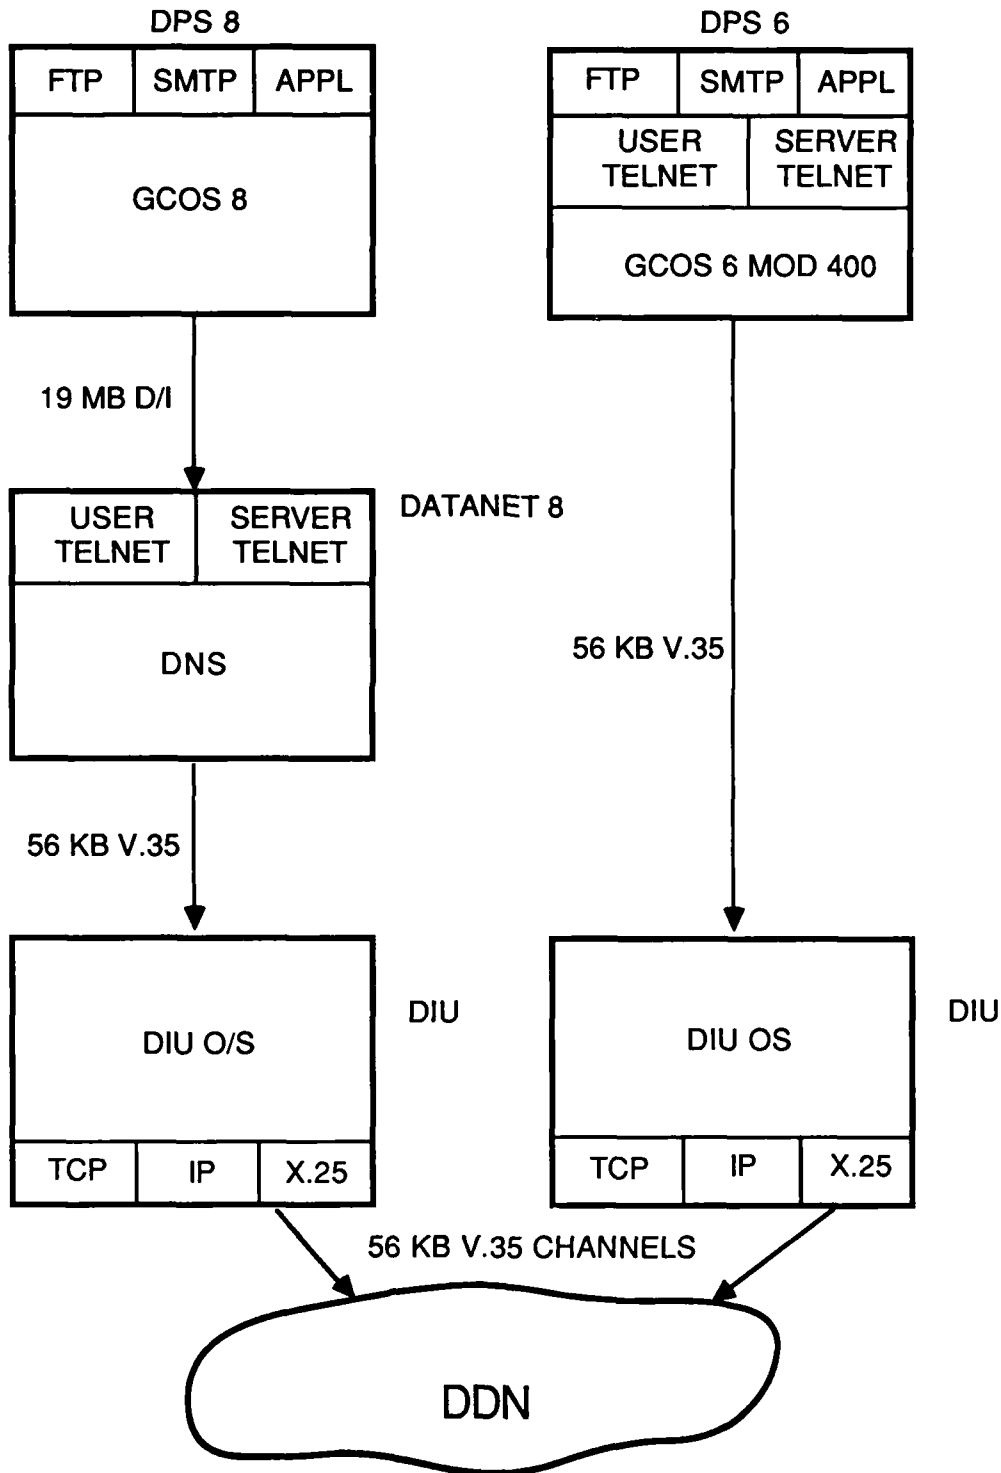 DPS 8
FTP SMTP APPL
GCOS 8
19 MB D/I
USER TELNET
SERVER TELNET
DATANET 8
DNS
56 KB V.35
DIU O/S
DIU
TCP IP X.25
DPS 6
FTP SMTP APPL
USER TELNET
SERVER TELNET
GCOS 6 MOD 400
56 KB V.35
DIU OS
DIU
TCP IP X.25
56 KB V.35 CHANNELS
DDN